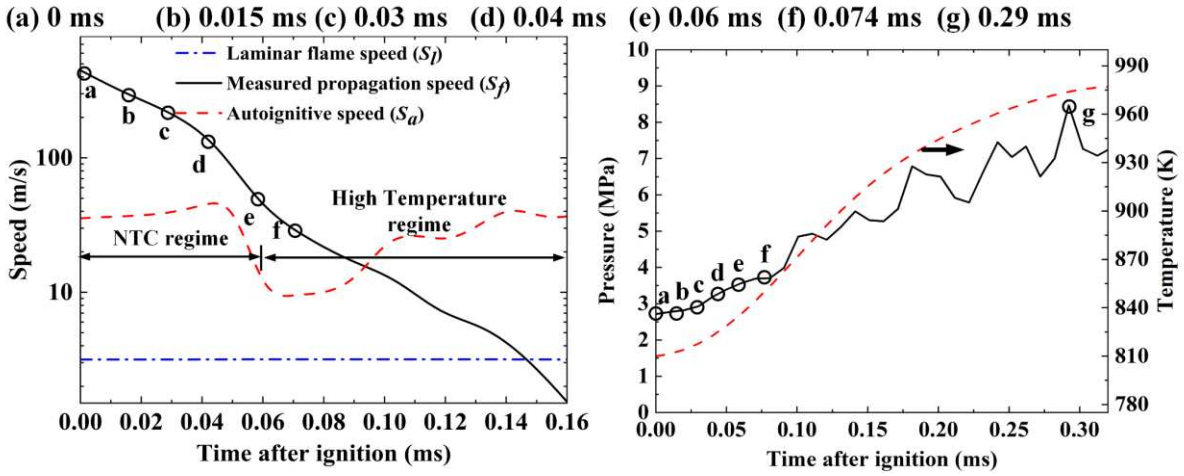 (a) 0 ms (b) 0.015 ms (c) 0.03 ms (d) 0.04 ms (e) 0.06 ms (f) 0.074 ms (g) 0.29 ms
Laminar flame speed (Sl)
Measured propagation speed (Sf)
Autoignitive speed (Sa)
a
b
c
d
e
f
High Temperature
regime
NTC regime
100
10
Speed (m/s)
0.00 0.02 0.04 0.06 0.08 0.10 0.12 0.14 0.16
Time after ignition (ms)
10
9
8
7
6
5
4
3
2
1
0
Pressure (MPa)
a b c d e f
g
990
960
930
900
870
840
810
780
Temperature (K)
0.00 0.05 0.10 0.15 0.20 0.25 0.30
Time after ignition (ms)